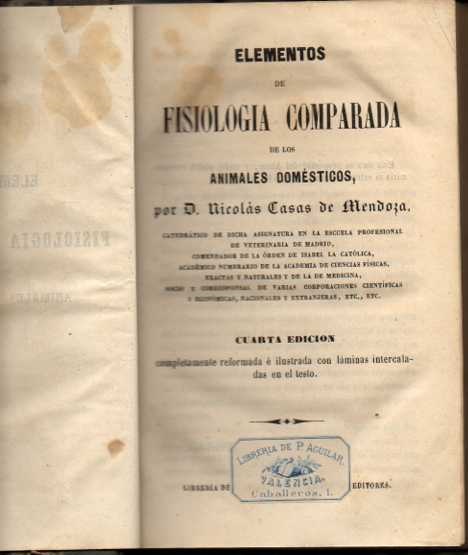 ELEMENTOS
DE
FISIOLOGIA COMPARADA
DE LOS
ANIMALES DOMÉSTICOS,
por D. Nicolás Casas de Mendoza,
CATEDRÁTICO DE DICHA ASIGNATURA EN LA ESCUELA PROFESIONAL
DE VETERINARIA DE MADRID,
COMENDADOR DE LA ÓRDEN DE ISABEL LA CATÓLICA,
ACADÉMICO NUMERARIO DE LA ACADEMIA DE CIENCIAS FÍSICAS,
EXACTAS Y NATURALES Y DE LA DE MEDICINA,
SOCIO Y CORRESPONSAL DE VARIAS CORPORACIONES CIENTÍFICAS
Y ECONÓMICAS, NACIONALES Y EXTRANJERAS, ETC., ETC.
CUARTA EDICION
completamente reformada é ilustrada con láminas intercala-
das en el testo.
LIBRERIA DE P. AGUILAR.
VALENCIA.
Caballeros, 1.
LIBRERÍA DE EDITORES.